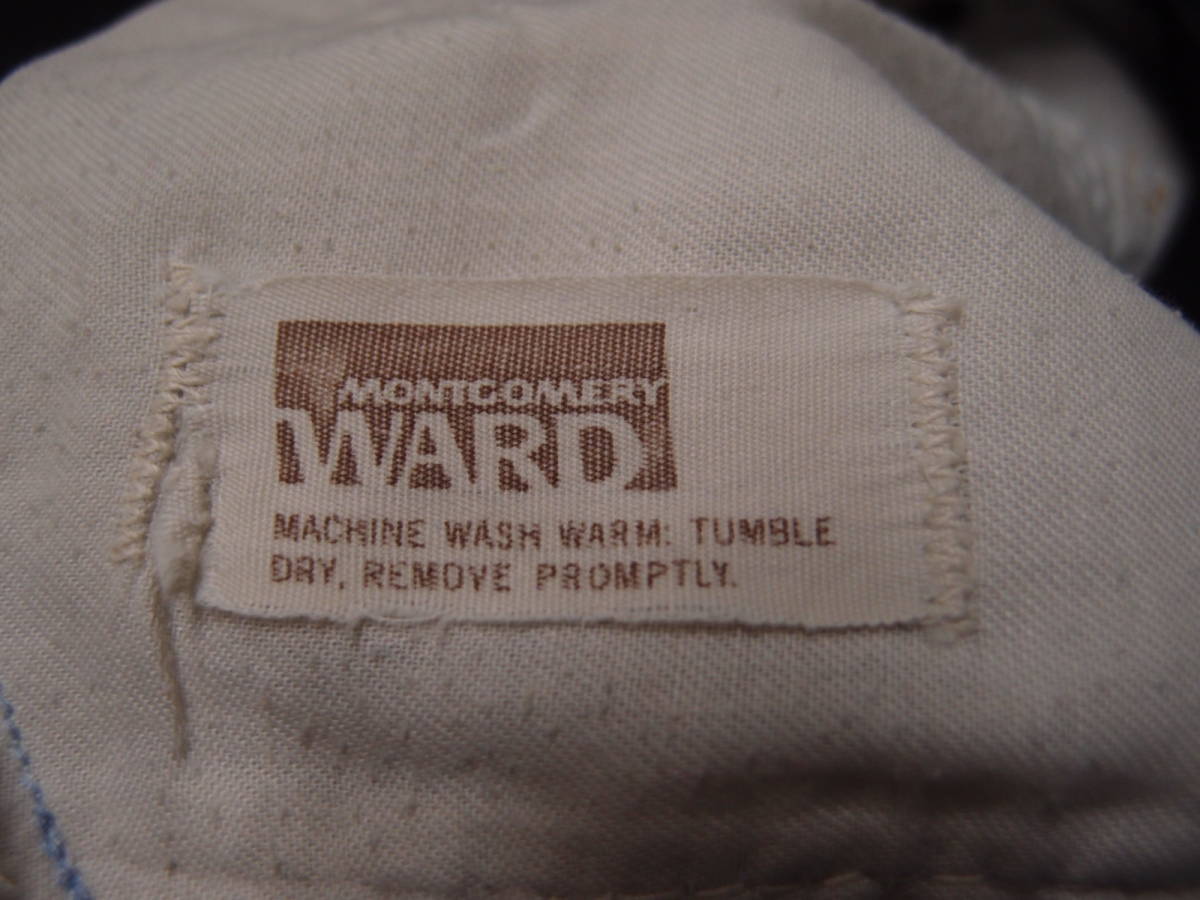 MONTGOMERY
WARD
MACHINE WASH WARM: TUMBLE
DRY, REMOVE PROMPTLY.